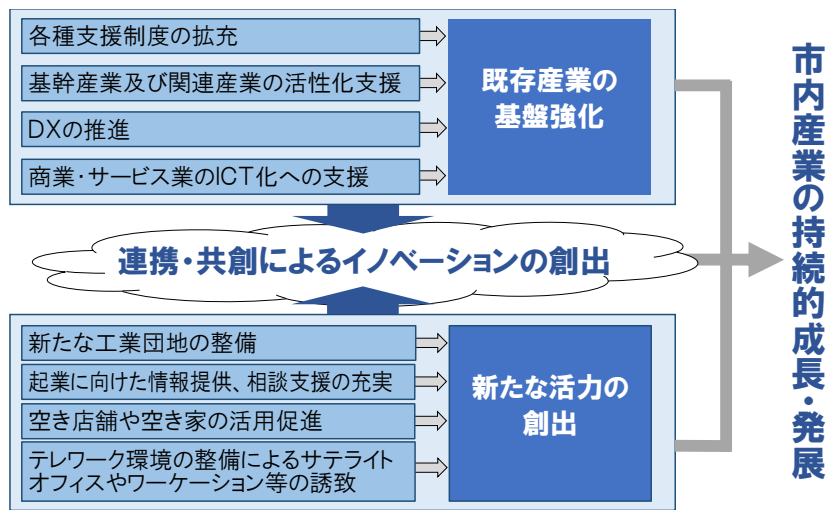 各種支援制度の拡充
基幹産業及び関連産業の活性化支援
DXの推進
商業・サービス業のICT化への支援
既存産業の
基盤強化
連携・共創によるイノベーションの創出
新たな工業団地の整備
起業に向けた情報提供、相談支援の充実
空き店舗や空き家の活用促進
テレワーク環境の整備によるサテライト
オフィスやワーケーション等の誘致
新たな活力の
創出
市内産業の持続的成長・発展